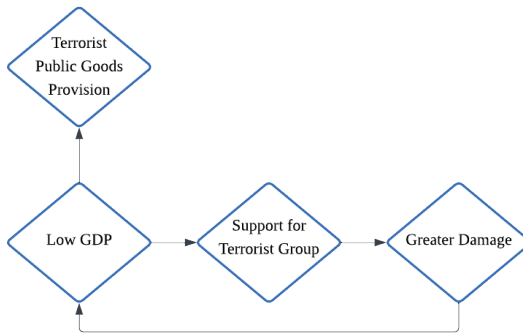 Terrorist
Public Goods
Provision
Low GDP
Support for
Terrorist Group
Greater Damage